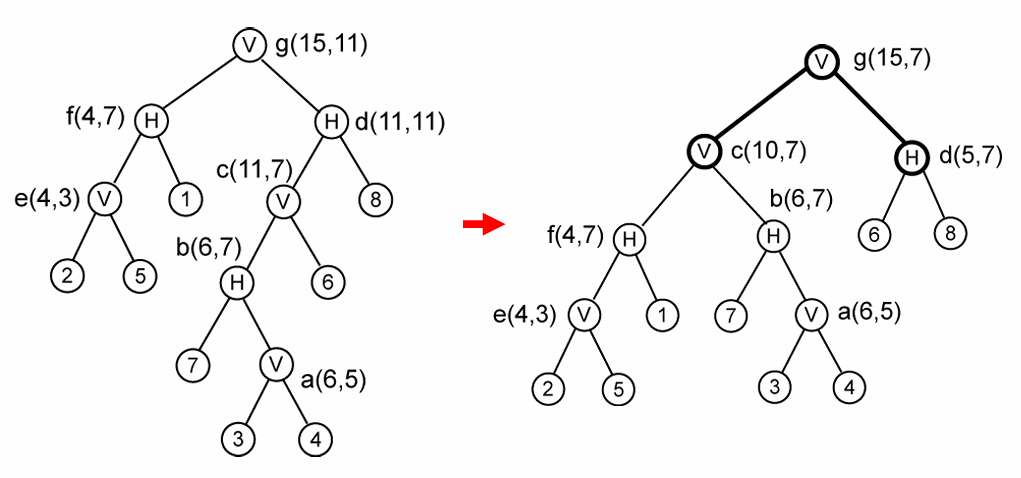 V g(15,11)
f(4,7) H
H d(11,11)
e(4,3) V
1
c(11,7) V
8
2
5
b(6,7) H
6
7
V a(6,5)
3
4
V g(15,7)
V c(10,7)
H d(5,7)
f(4,7) H
b(6,7) H
6
8
e(4,3) V
1
7
V a(6,5)
2
5
3
4